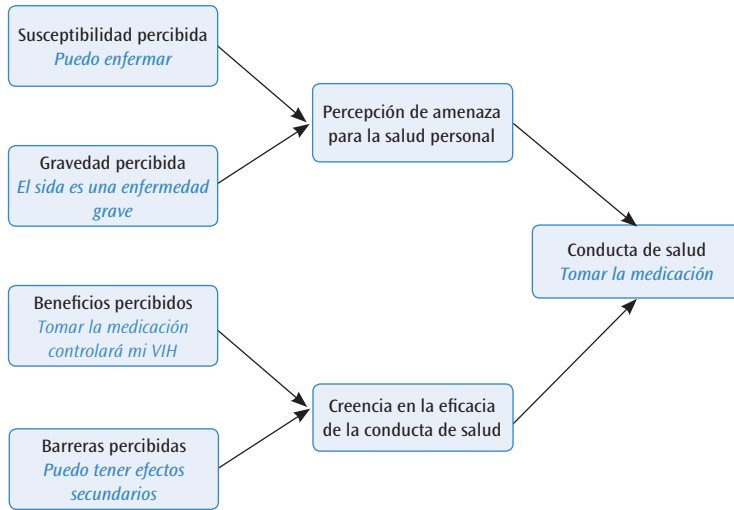 Susceptibilidad percibida
Puedo enfermar
Gravedad percibida
El sida es una enfermedad
grave
Percepción de amenaza
para la salud personal
Conducta de salud
Tomar la medicación
Beneficios percibidos
Tomar la medicación
controlará mi VIH
Barreras percibidas
Puedo tener efectos
secundarios
Creencia en la eficacia
de la conducta de salud